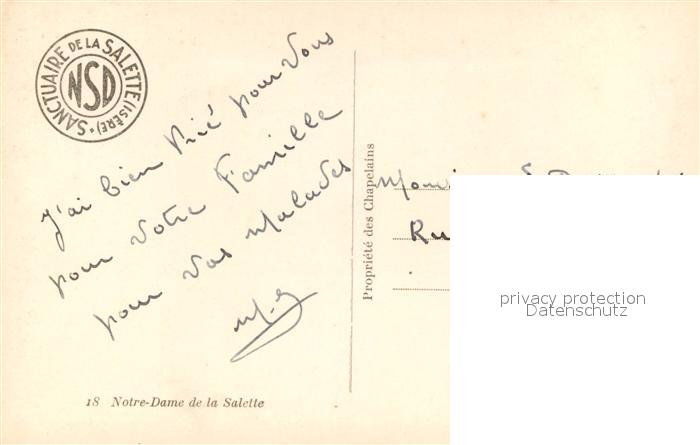 SANCTUAIRE DE LA SALETTE (ISÈRE)
NSD
J'ai bien prié pour vous
pour votre Famille
pour vos malades
18 Notre-Dame de la Salette
Propriété des Chapelains
Ru
privacy protection
Datenschutz